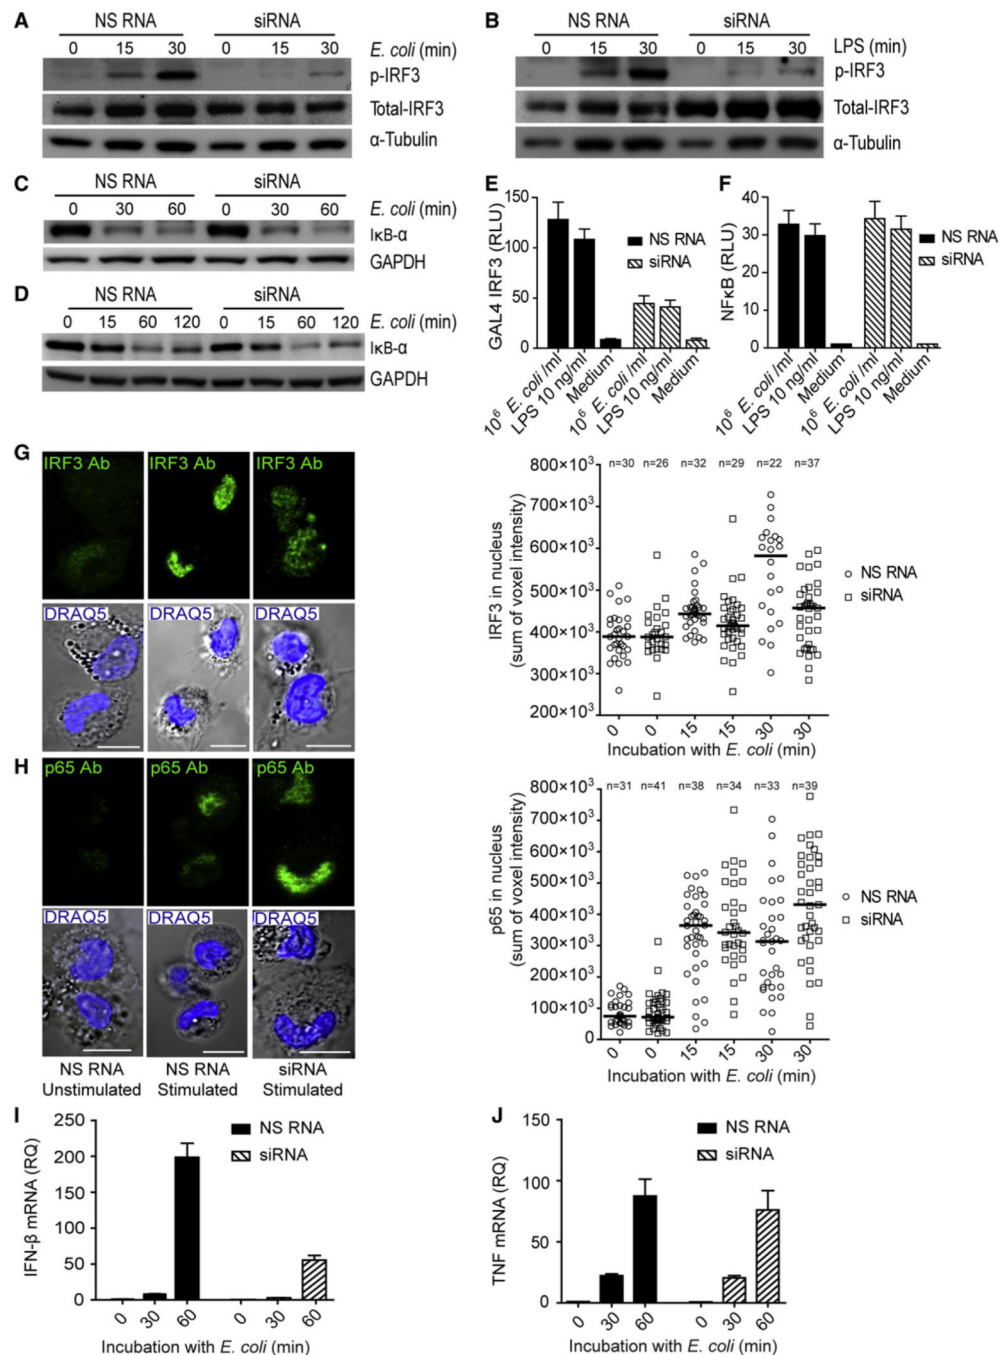 A
NS RNA siRNA
0 15 30 0 15 30 E. coli (min)
p-IRF3
Total-IRF3
α-Tubulin
B
NS RNA siRNA
0 15 30 0 15 30 LPS (min)
p-IRF3
Total-IRF3
α-Tubulin
C
NS RNA siRNA
0 30 60 0 30 60 E. coli (min)
IκB-α
GAPDH
D
NS RNA siRNA
0 15 60 120 0 15 60 120 E. coli (min)
IκB-α
GAPDH
E
GAL4 IRF3 (RLU)
150
100
50
0
NS RNA
siRNA
10⁶ E. coli /ml
LPS 10 ng/ml
Medium
10⁶ E. coli /ml
LPS 10 ng/ml
Medium
F
NFκB (RLU)
40
30
20
10
0
NS RNA
siRNA
10⁶ E. coli /ml
LPS 10 ng/ml
Medium
10⁶ E. coli /ml
LPS 10 ng/ml
Medium
G
IRF3 Ab IRF3 Ab IRF3 Ab
DRAQ5 DRAQ5 DRAQ5
IRF3 in nucleus
(sum of voxel intensity)
800×10³
700×10³
600×10³
500×10³
400×10³
300×10³
200×10³
n=30 n=26 n=32 n=29 n=22 n=37
NS RNA
siRNA
0 0 15 15 30 30
Incubation with E. coli (min)
H
p65 Ab p65 Ab p65 Ab
DRAQ5 DRAQ5 DRAQ5
NS RNA NS RNA siRNA
Unstimulated Stimulated Stimulated
p65 in nucleus
(sum of voxel intensity)
800×10³
700×10³
600×10³
500×10³
400×10³
300×10³
200×10³
100×10³
0
n=31 n=41 n=38 n=34 n=33 n=39
NS RNA
siRNA
0 0 15 15 30 30
Incubation with E. coli (min)
I
IFN-β mRNA (RQ)
250
200
150
100
50
0
NS RNA
siRNA
0 30 60 0 30 60
Incubation with E. coli (min)
J
TNF mRNA (RQ)
150
100
50
0
NS RNA
siRNA
0 30 60 0 30 60
Incubation with E. coli (min)